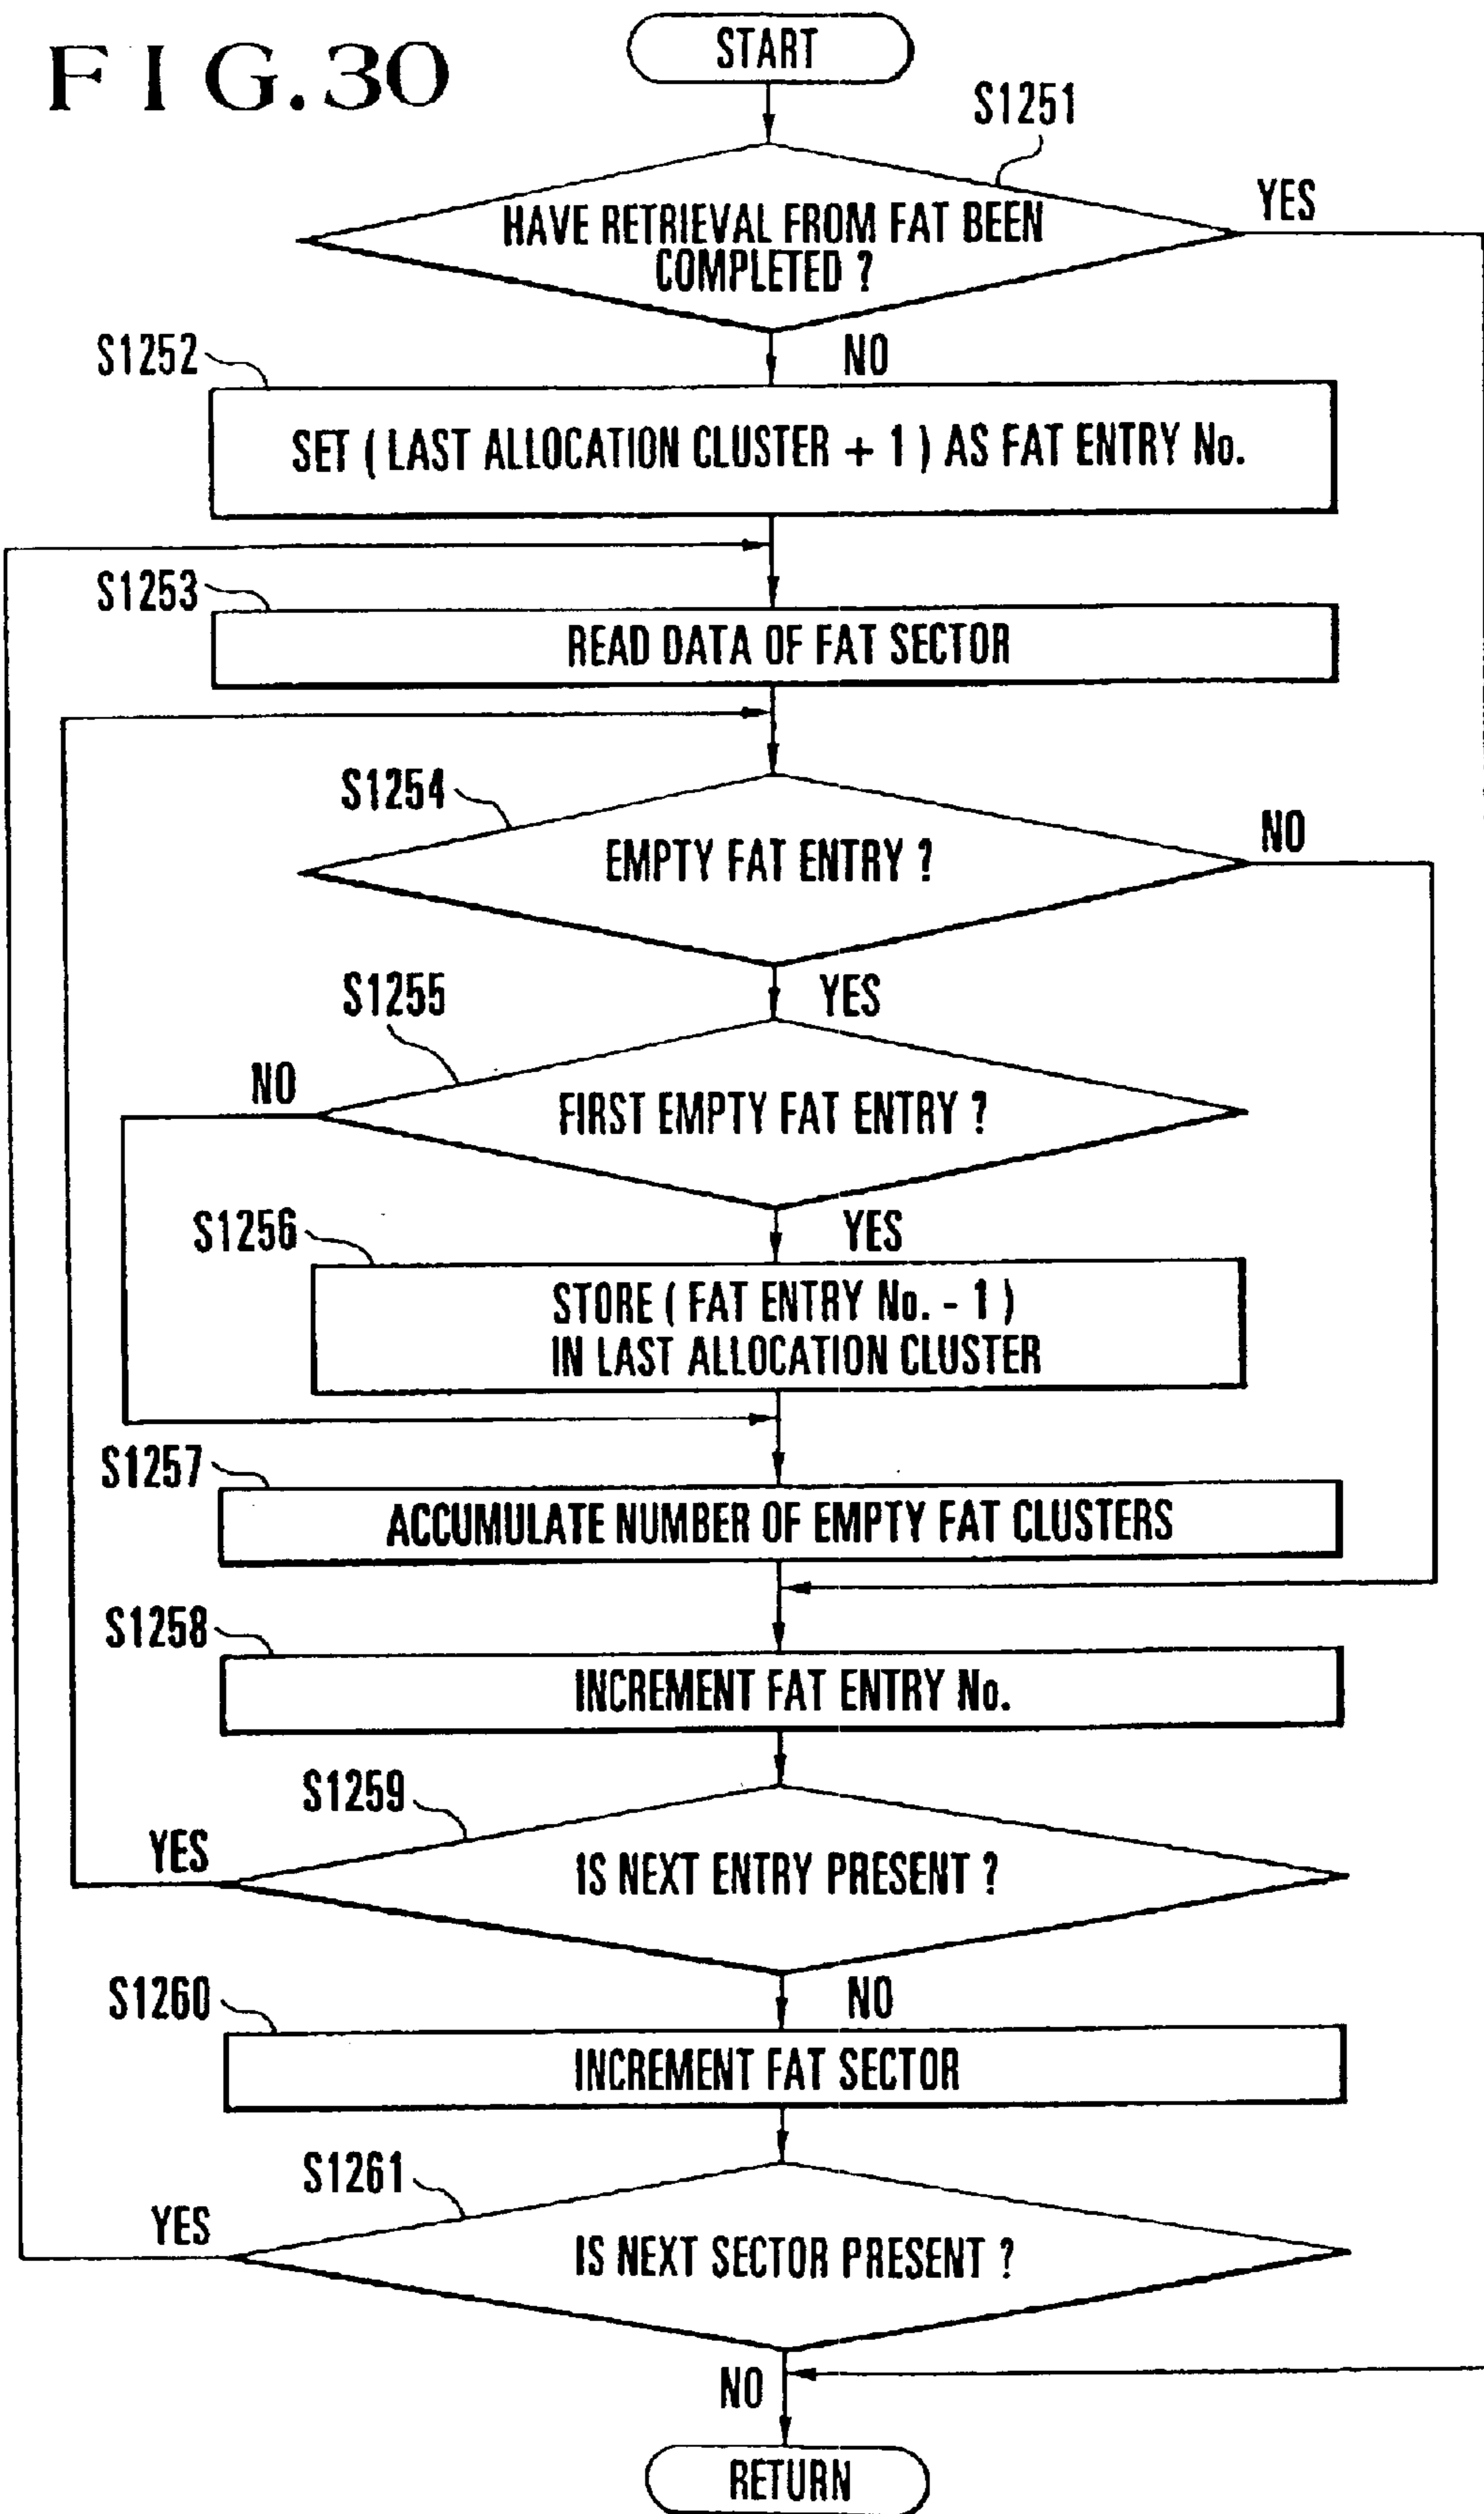 FIG.30
START
S1251
HAVE RETRIEVAL FROM FAT BEEN
COMPLETED ?
YES
NO
S1252
SET ( LAST ALLOCATION CLUSTER + 1 ) AS FAT ENTRY No.
S1253
READ DATA OF FAT SECTOR
S1254
EMPTY FAT ENTRY ?
NO
YES
S1255
NO
FIRST EMPTY FAT ENTRY ?
YES
S1256
STORE ( FAT ENTRY No. - 1 )
IN LAST ALLOCATION CLUSTER
S1257
ACCUMULATE NUMBER OF EMPTY FAT CLUSTERS
S1258
INCREMENT FAT ENTRY No.
S1259
YES
IS NEXT ENTRY PRESENT ?
NO
S1260
INCREMENT FAT SECTOR
S1261
YES
IS NEXT SECTOR PRESENT ?
NO
RETURN